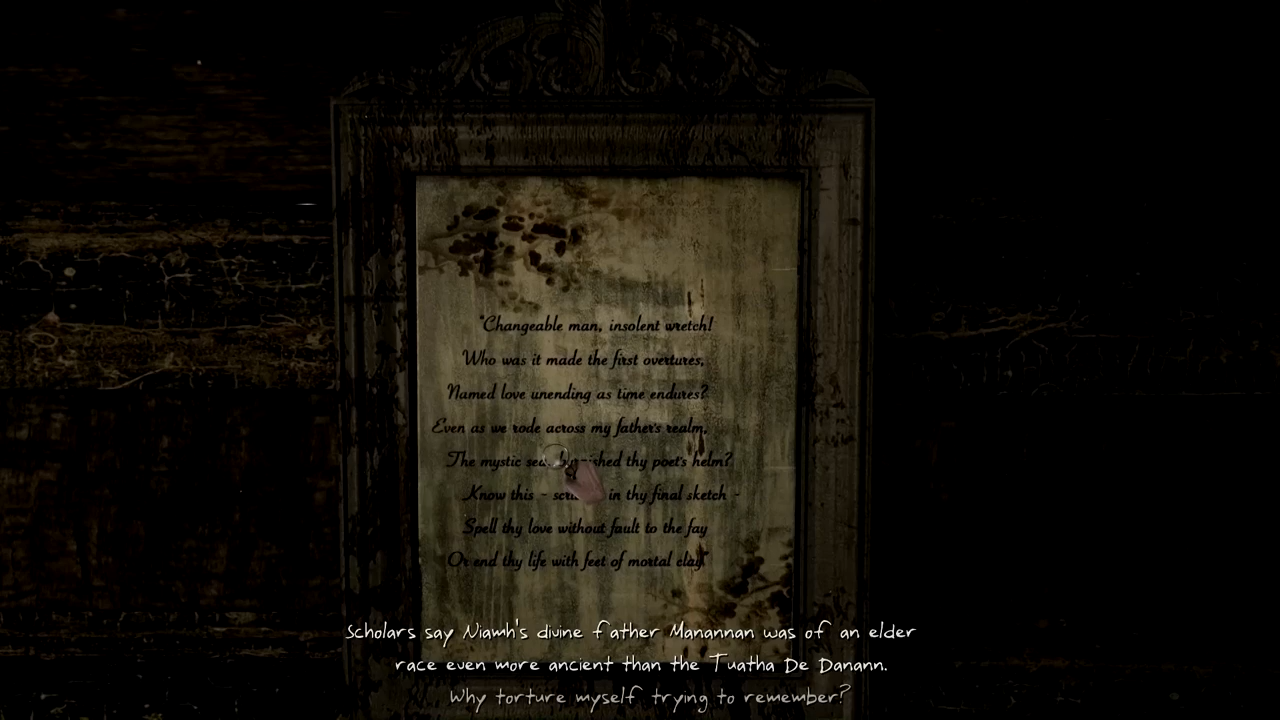 "Changeable man, insolent wretch!
Who was it made the first overtures,
Named love unending as time endures?
Even as we rode across my father's realm,
The mystic sea thy poet's helm?
Know this - in thy final sketch -
Spell thy love without fault to the fay
Or end thy life with feet of mortal clay"
Scholars say Niamh's divine father Manannan was of an elder
race even more ancient than the Tuatha De Danann.
Why torture myself trying to remember?